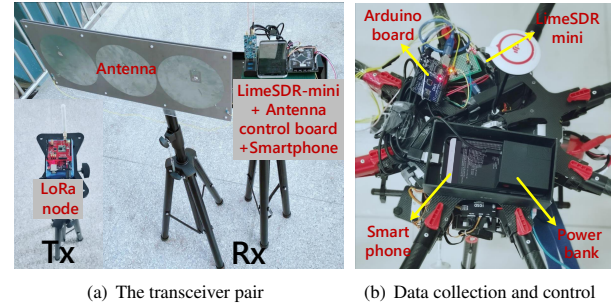 Antenna
LimeSDR-mini
+ Antenna
control board
+Smartphone
LoRa
node
Tx
Rx
Arduino
board
LimeSDR
mini
Smart
phone
Power
bank
(a) The transceiver pair
(b) Data collection and control